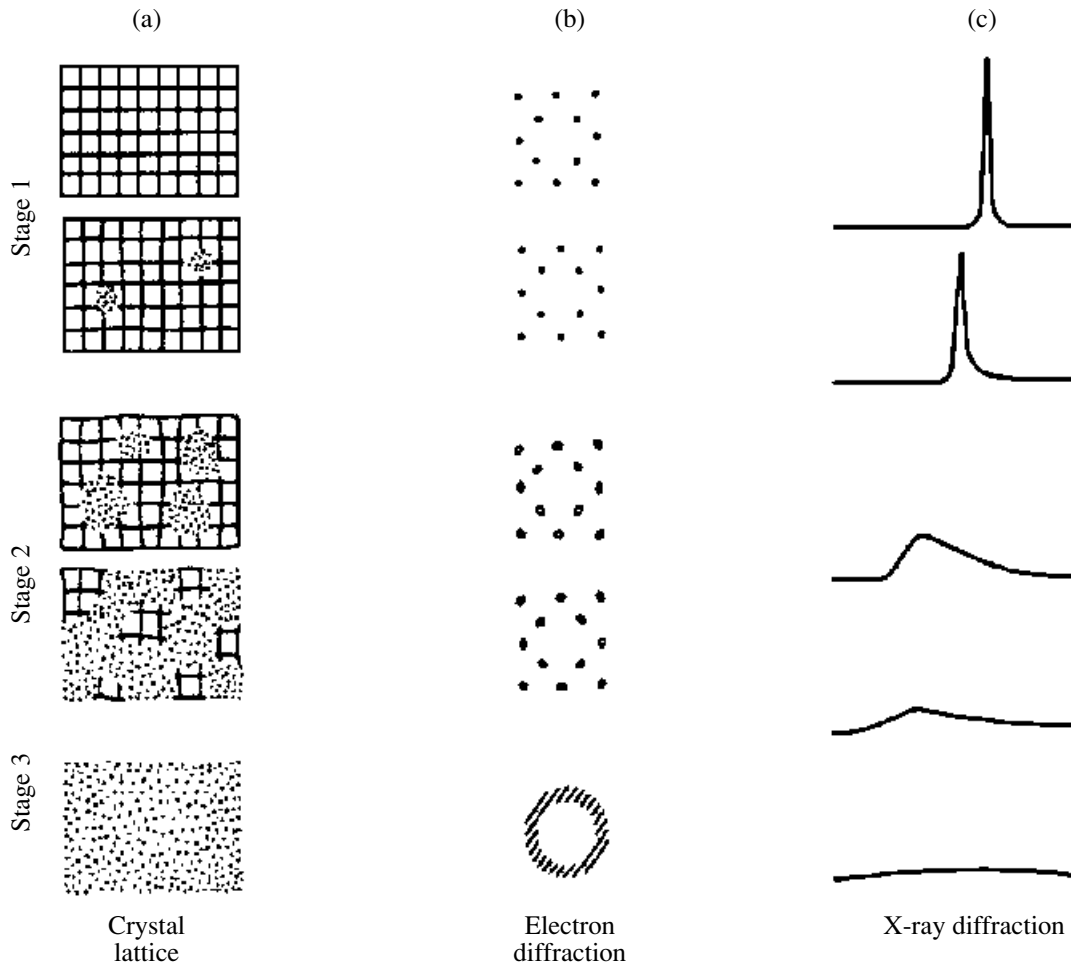 (a)
(b)
(c)
Stage 1
Stage 2
Stage 3
Crystal
lattice
Electron
diffraction
X-ray diffraction